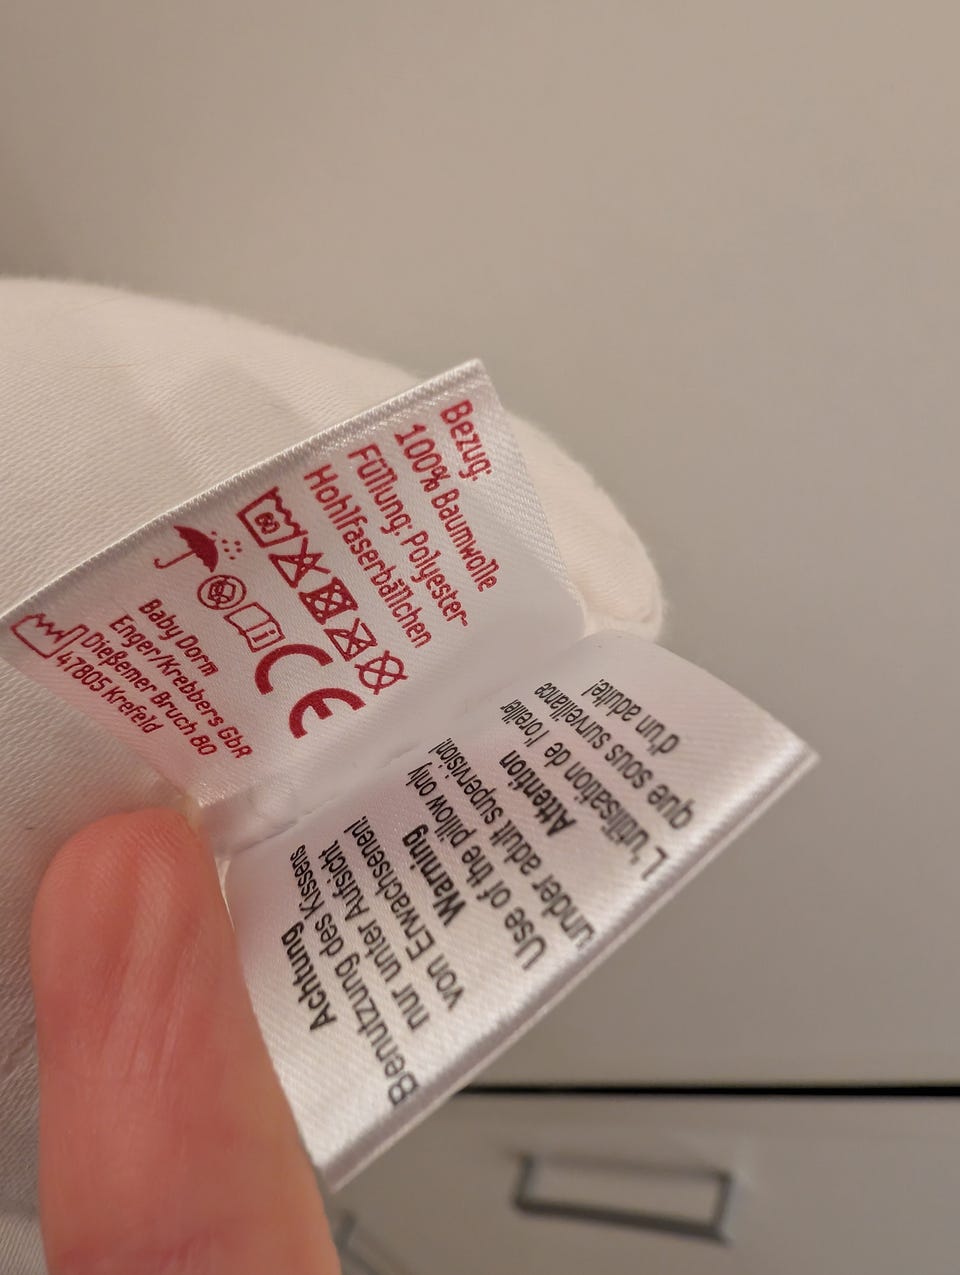 Bezug:
100% Baumwolle
Füllung: Polyester-
Hohlfaserbällchen
60
CE
Baby Dorm
Enger/Krebbers GbR
Dießemer Bruch 80
47805 Krefeld
Achtung
Benutzung des Kissens
nur unter Aufsicht
von Erwachsenen!
Warning
Use of the pillow only
under adult supervision!
Attention
L'utilisation de l'oreiller
que sous surveillance
d'un adulte!